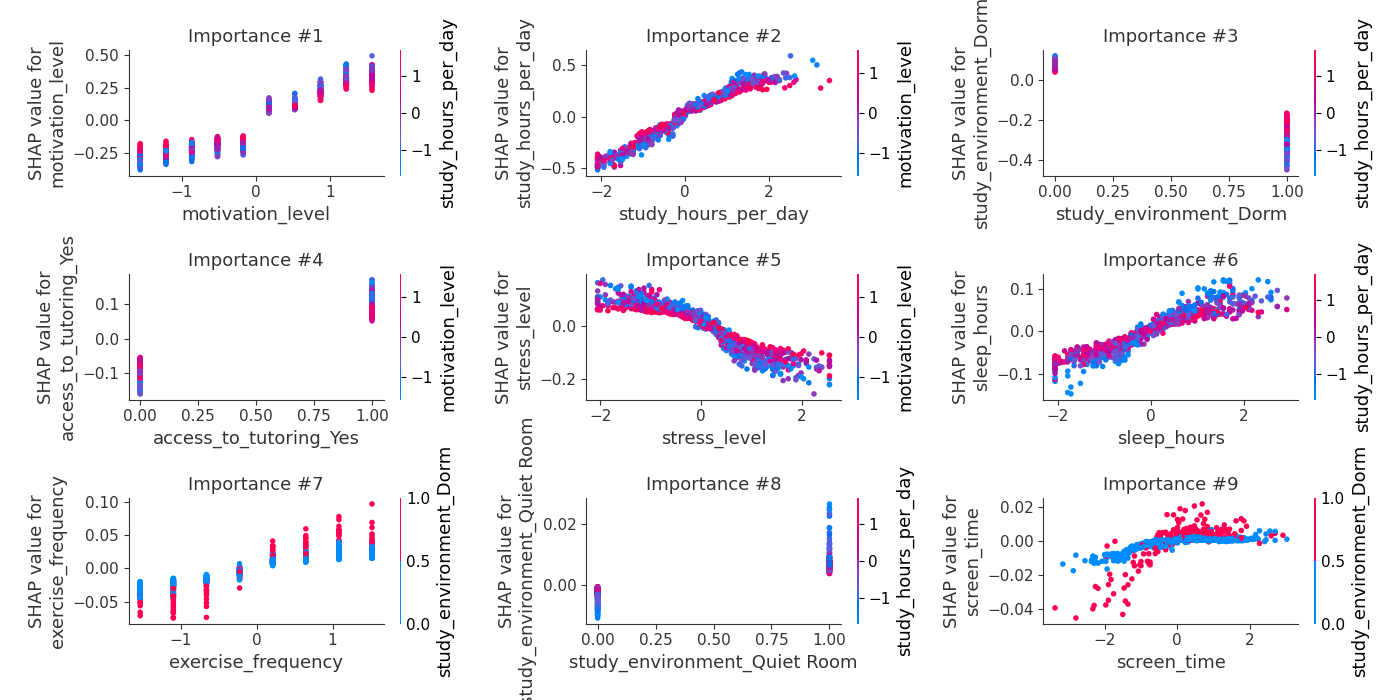 Importance #1
SHAP value for
motivation_level
0.50
0.25
0.00
−0.25
−1
0
1
motivation_level
1
0
−1
study_hours_per_day
Importance #2
SHAP value for
study_hours_per_day
0.5
0.0
−0.5
−2
0
2
study_hours_per_day
1
0
−1
motivation_level
Importance #3
SHAP value for
study_environment_Dorm
0.0
−0.2
−0.4
0.00
0.25
0.50
0.75
1.00
study_environment_Dorm
1
0
−1
study_hours_per_day
Importance #4
SHAP value for
access_to_tutoring_Yes
0.1
0.0
−0.1
0.00
0.25
0.50
0.75
1.00
access_to_tutoring_Yes
1
0
−1
motivation_level
Importance #5
SHAP value for
stress_level
0.0
−0.2
−2
0
2
stress_level
1
0
−1
motivation_level
Importance #6
SHAP value for
sleep_hours
0.1
0.0
−0.1
−2
0
2
sleep_hours
1
0
−1
study_hours_per_day
Importance #7
SHAP value for
exercise_frequency
0.10
0.05
0.00
−0.05
−1
0
1
exercise_frequency
1.0
0.5
0.0
study_environment_Dorm
Importance #8
SHAP value for
study_environment_Quiet Room
0.02
0.00
0.00
0.25
0.50
0.75
1.00
study_environment_Quiet Room
1
0
−1
study_hours_per_day
Importance #9
SHAP value for
screen_time
0.02
0.00
−0.02
−0.04
−2
0
2
screen_time
1.0
0.5
0.0
study_environment_Dorm